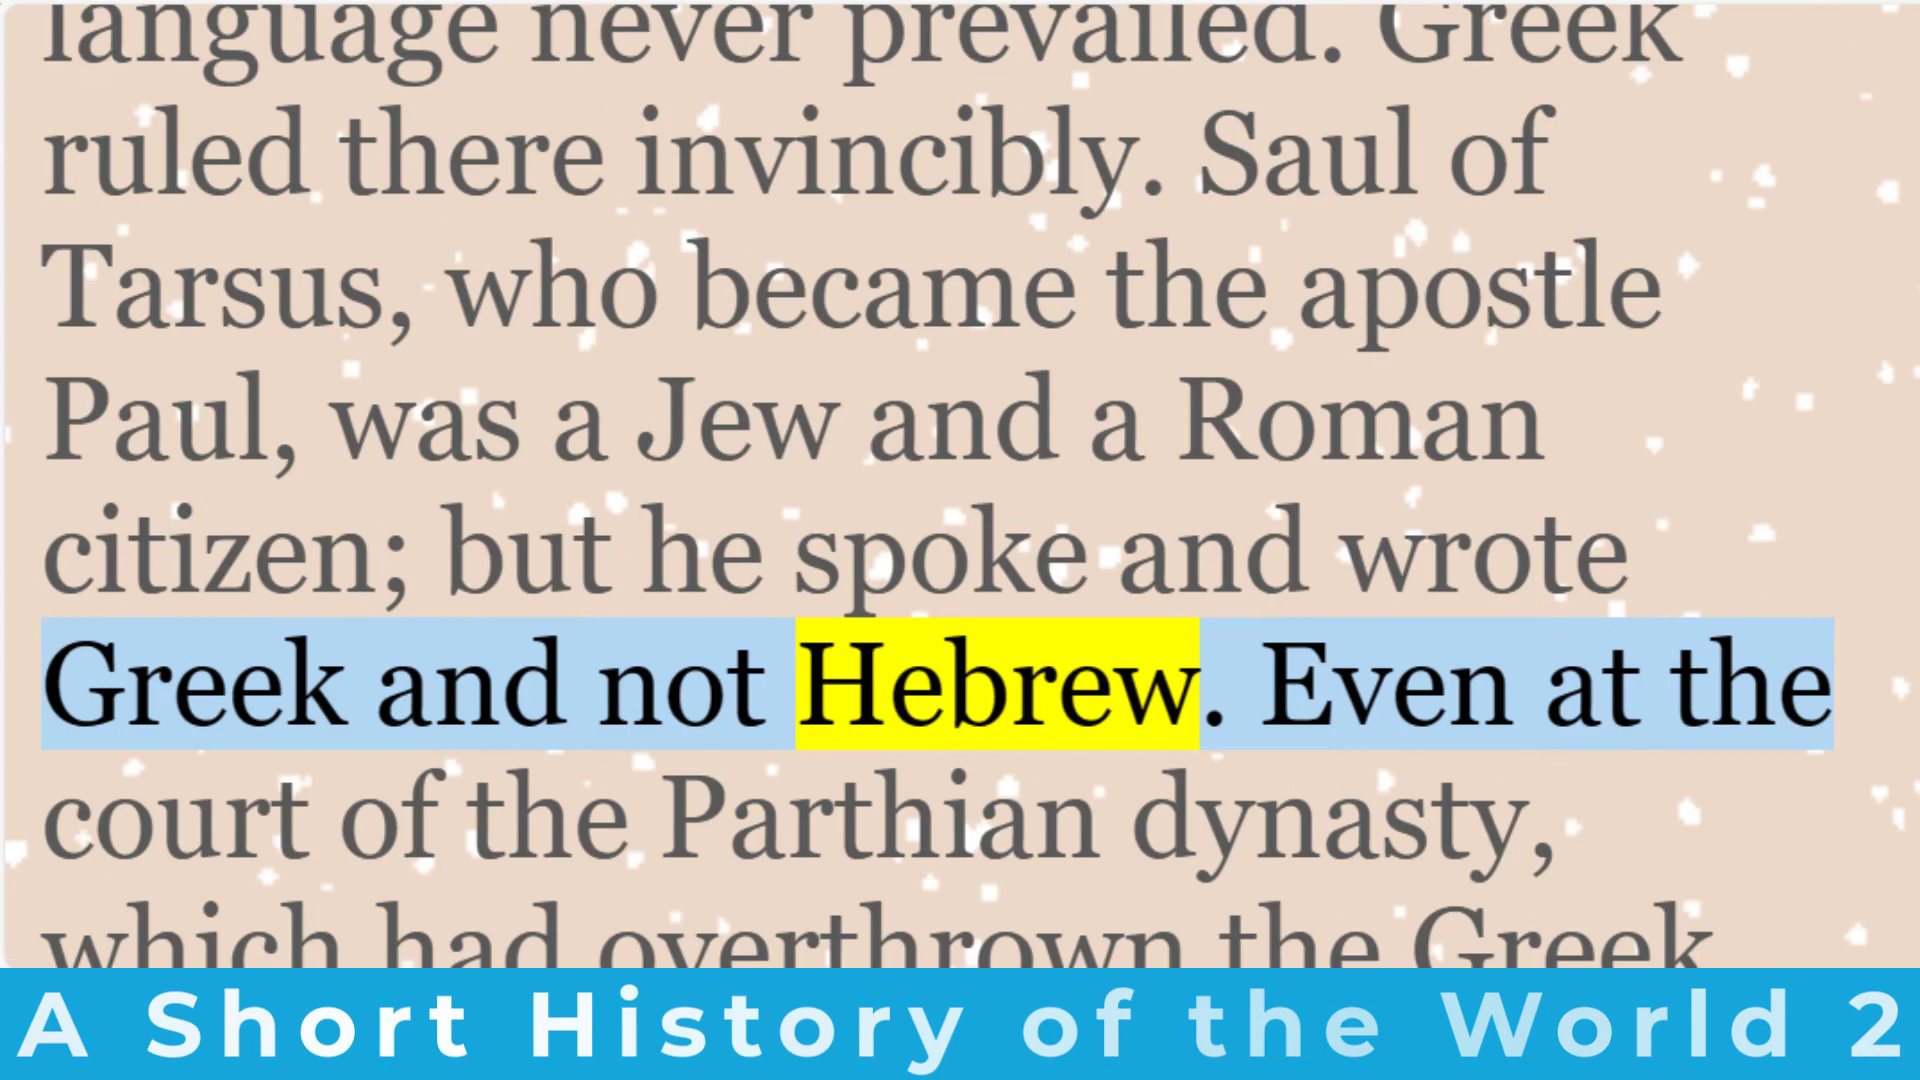 language never prevailed. Greek
ruled there invincibly. Saul of
Tarsus, who became the apostle
Paul, was a Jew and a Roman
citizen; but he spoke and wrote
Greek and not Hebrew. Even at the
court of the Parthian dynasty,
which had overthrown the Greek
A Short History of the World 2